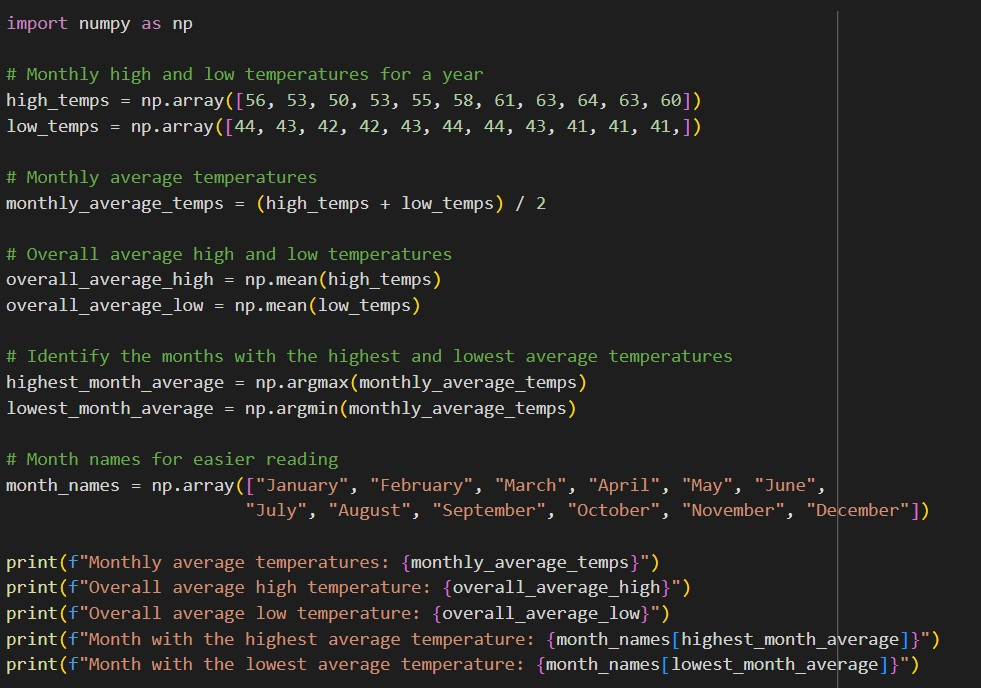 import numpy as np
# Monthly high and low temperatures for a year
high_temps = np.array([56, 53, 50, 53, 55, 58, 61, 63, 64, 63, 60])
low_temps = np.array([44, 43, 42, 42, 43, 44, 44, 43, 41, 41, 41,])
# Monthly average temperatures
monthly_average_temps = (high_temps + low_temps) / 2
# Overall average high and low temperatures
overall_average_high = np.mean(high_temps)
overall_average_low = np.mean(low_temps)
# Identify the months with the highest and lowest average temperatures
highest_month_average = np.argmax(monthly_average_temps)
lowest_month_average = np.argmin(monthly_average_temps)
# Month names for easier reading
month_names = np.array(["January", "February", "March", "April", "May", "June",
"July", "August", "September", "October", "November", "December"])
print(f"Monthly average temperatures: {monthly_average_temps}")
print(f"Overall average high temperature: {overall_average_high}")
print(f"Overall average low temperature: {overall_average_low}")
print(f"Month with the highest average temperature: {month_names[highest_month_average]}")
print(f"Month with the lowest average temperature: {month_names[lowest_month_average]}")